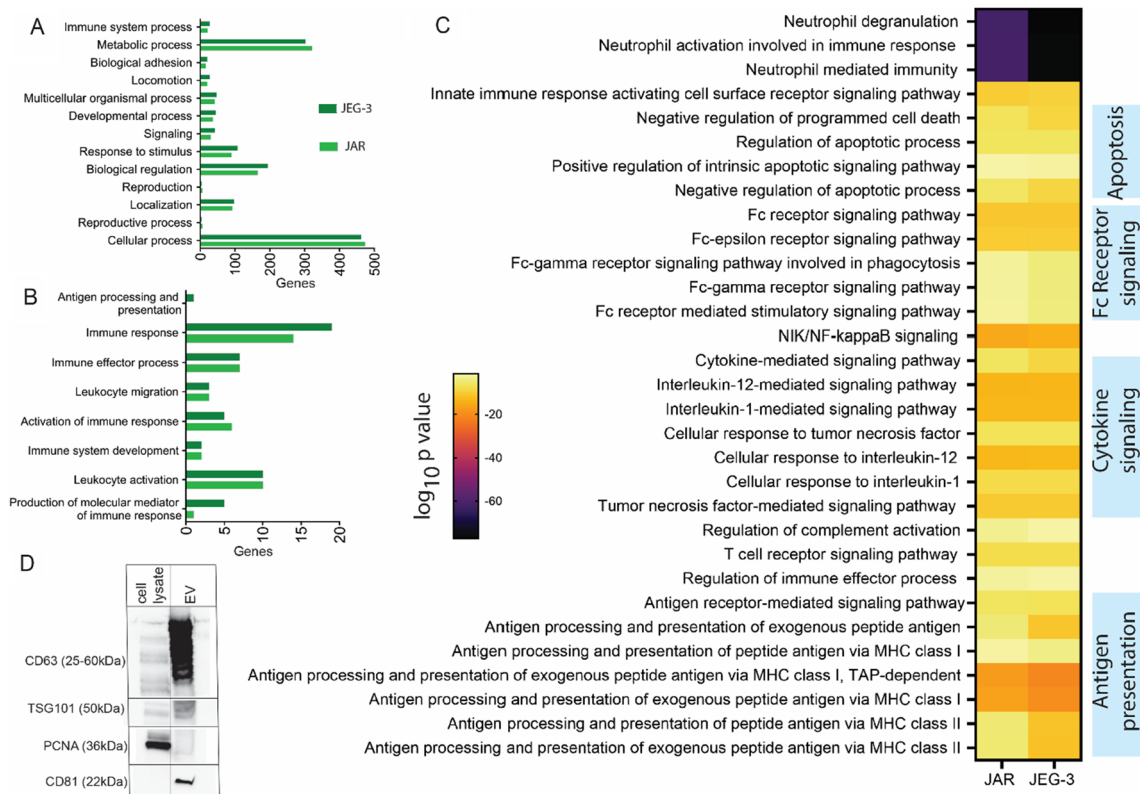 A
Immune system process
Metabolic process
Biological adhesion
Locomotion
Multicellular organismal process
Developmental process
Signaling
Response to stimulus
Biological regulation
Reproduction
Localization
Reproductive process
Cellular process
JEG-3
JAR
0 100 200 300 400 500
Genes
B
Antigen processing and
presentation
Immune response
Immune effector process
Leukocyte migration
Activation of immune response
Immune system development
Leukocyte activation
Production of molecular mediator
of immune response
0 5 10 15 20
Genes
C
Neutrophil degranulation
Neutrophil activation involved in immune response
Neutrophil mediated immunity
Innate immune response activating cell surface receptor signaling pathway
Negative regulation of programmed cell death
Regulation of apoptotic process
Positive regulation of intrinsic apoptotic signaling pathway
Negative regulation of apoptotic process
Fc receptor signaling pathway
Fc-epsilon receptor signaling pathway
Fc-gamma receptor signaling pathway involved in phagocytosis
Fc-gamma receptor signaling pathway
Fc receptor mediated stimulatory signaling pathway
NIK/NF-kappaB signaling
Cytokine-mediated signaling pathway
Interleukin-12-mediated signaling pathway
Interleukin-1-mediated signaling pathway
Cellular response to tumor necrosis factor
Cellular response to interleukin-12
Cellular response to interleukin-1
Tumor necrosis factor-mediated signaling pathway
Regulation of complement activation
T cell receptor signaling pathway
Regulation of immune effector process
Antigen receptor-mediated signaling pathway
Antigen processing and presentation of exogenous peptide antigen
Antigen processing and presentation of peptide antigen via MHC class I
Antigen processing and presentation of exogenous peptide antigen via MHC class I, TAP-dependent
Antigen processing and presentation of exogenous peptide antigen via MHC class I
Antigen processing and presentation of peptide antigen via MHC class II
Antigen processing and presentation of exogenous peptide antigen via MHC class II
JAR JEG-3
Apoptosis
Fc Receptor
signaling
Cytokine
signaling
Antigen
presentation
log10 p value
-20
-40
-60
D
cell
lysate
EV
CD63 (25-60kDa)
TSG101 (50kDa)
PCNA (36kDa)
CD81 (22kDa)